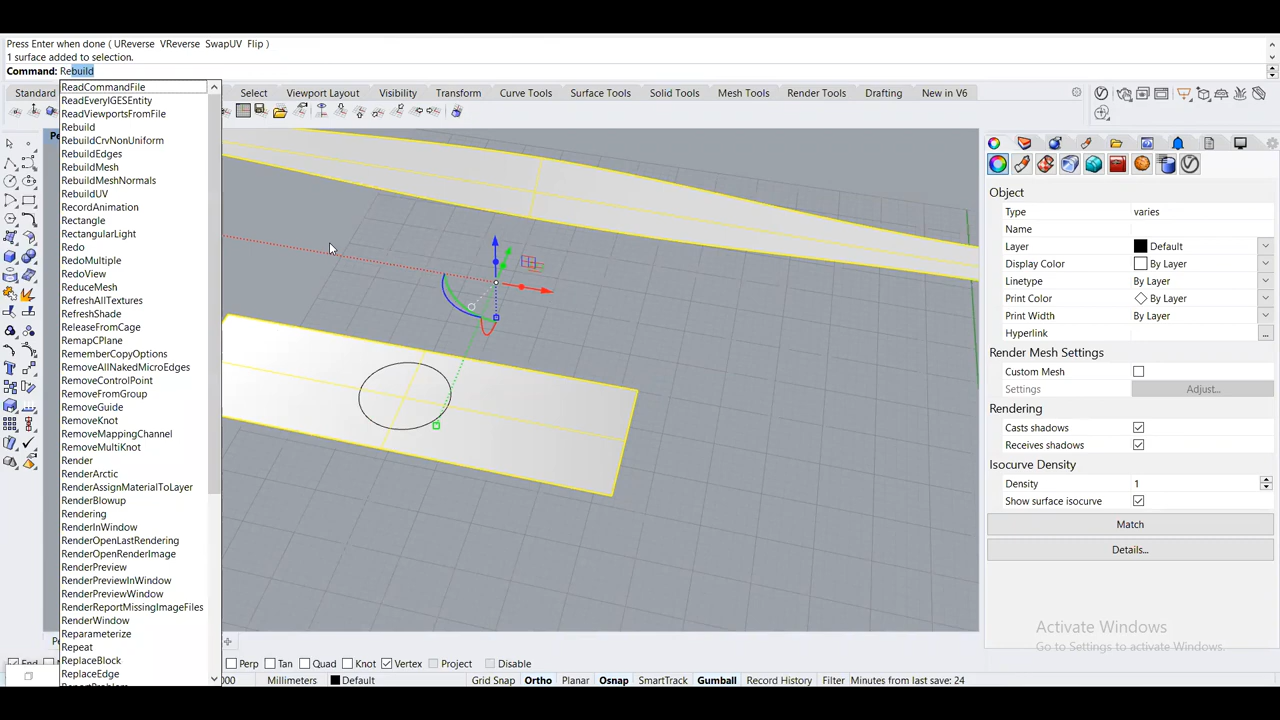 Press Enter when done ( UReverse  VReverse  SwapUV  Flip )
1 surface added to selection.
Command: Rebuild
Standard
Select
Viewport Layout
Visibility
Transform
Curve Tools
Surface Tools
Solid Tools
Mesh Tools
Render Tools
Drafting
New in V6
ReadCommandFile
ReadEveryIGESEntity
ReadViewportsFromFile
Rebuild
RebuildCrvNonUniform
RebuildEdges
RebuildMesh
RebuildMeshNormals
RebuildUV
RecordAnimation
Rectangle
RectangularLight
Redo
RedoMultiple
RedoView
ReduceMesh
RefreshAllTextures
RefreshShade
ReleaseFromCage
RemapCPlane
RememberCopyOptions
RemoveAllNakedMicroEdges
RemoveControlPoint
RemoveFromGroup
RemoveGuide
RemoveKnot
RemoveMappingChannel
RemoveMultiKnot
Render
RenderArctic
RenderAssignMaterialToLayer
RenderBlowup
Rendering
RenderInWindow
RenderOpenLastRendering
RenderOpenRenderImage
RenderPreview
RenderPreviewInWindow
RenderPreviewWindow
RenderReportMissingImageFiles
RenderWindow
Reparameterize
Repeat
ReplaceBlock
ReplaceEdge
Pe
Object
Type varies
Name
Layer Default
Display Color By Layer
Linetype By Layer
Print Color By Layer
Print Width By Layer
Hyperlink ...
Render Mesh Settings
Custom Mesh
Settings Adjust...
Rendering
Casts shadows
Receives shadows
Isocurve Density
Density 1
Show surface isocurve
Match
Details...
Activate Windows
Go to Settings to activate Windows.
Pe
End
Perp
Tan
Quad
Knot
Vertex
Project
Disable
000
Millimeters
Default
Grid Snap
Ortho
Planar
Osnap
SmartTrack
Gumball
Record History
Filter
Minutes from last save: 24